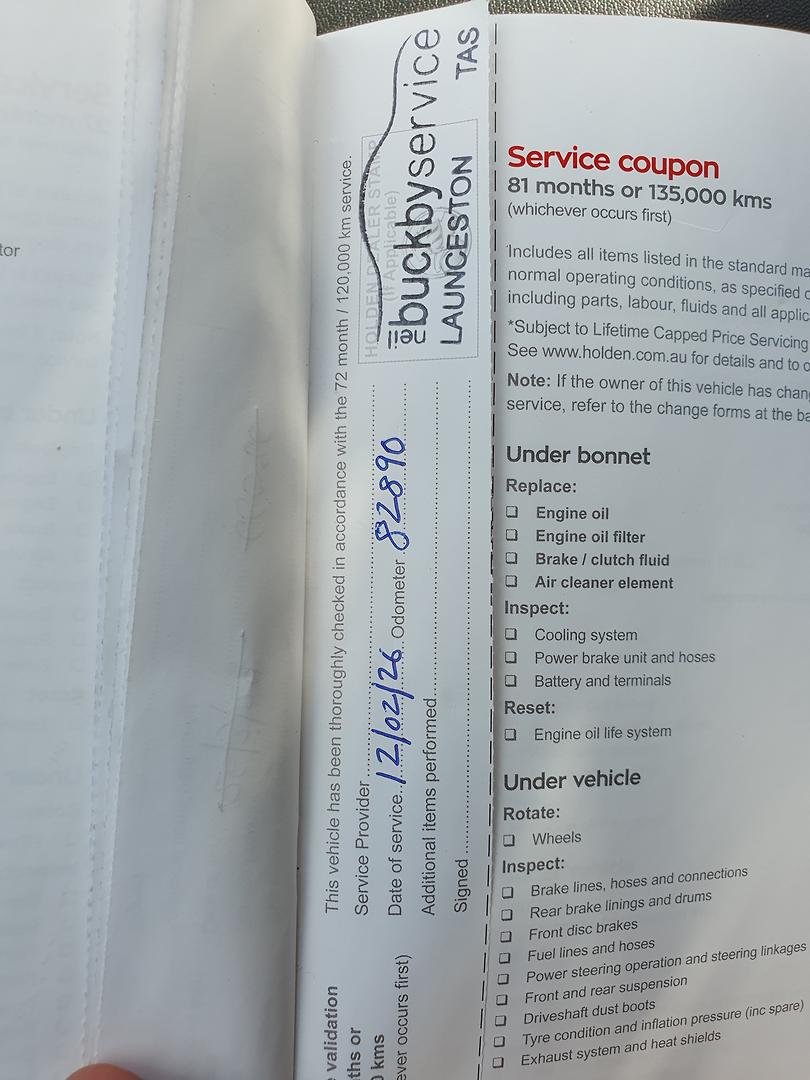 tor
e validation
ths or
0 kms
ever occurs first)
This vehicle has been thoroughly checked in accordance with the 72 month / 120,000 km service.
Service Provider
Date of service 12/02/26 Odometer 82890
Additional items performed
Signed
HOLDEN DEALER STAMP
(If Applicable)
buckbyservice
LAUNCESTON TAS
Service coupon
81 months or 135,000 kms
(whichever occurs first)
Includes all items listed in the standard ma
normal operating conditions, as specified
including parts, labour, fluids and all applic
*Subject to Lifetime Capped Price Servicing
See www.holden.com.au for details and to o
Note: If the owner of this vehicle has chan
service, refer to the change forms at the ba
Under bonnet
Replace:
Engine oil
Engine oil filter
Brake / clutch fluid
Air cleaner element
Inspect:
Cooling system
Power brake unit and hoses
Battery and terminals
Reset:
Engine oil life system
Under vehicle
Rotate:
Wheels
Inspect:
Brake lines, hoses and connections
Rear brake linings and drums
Front disc brakes
Fuel lines and hoses
Power steering operation and steering linkages
Front and rear suspension
Driveshaft dust boots
Tyre condition and inflation pressure (inc spare)
Exhaust system and heat shields